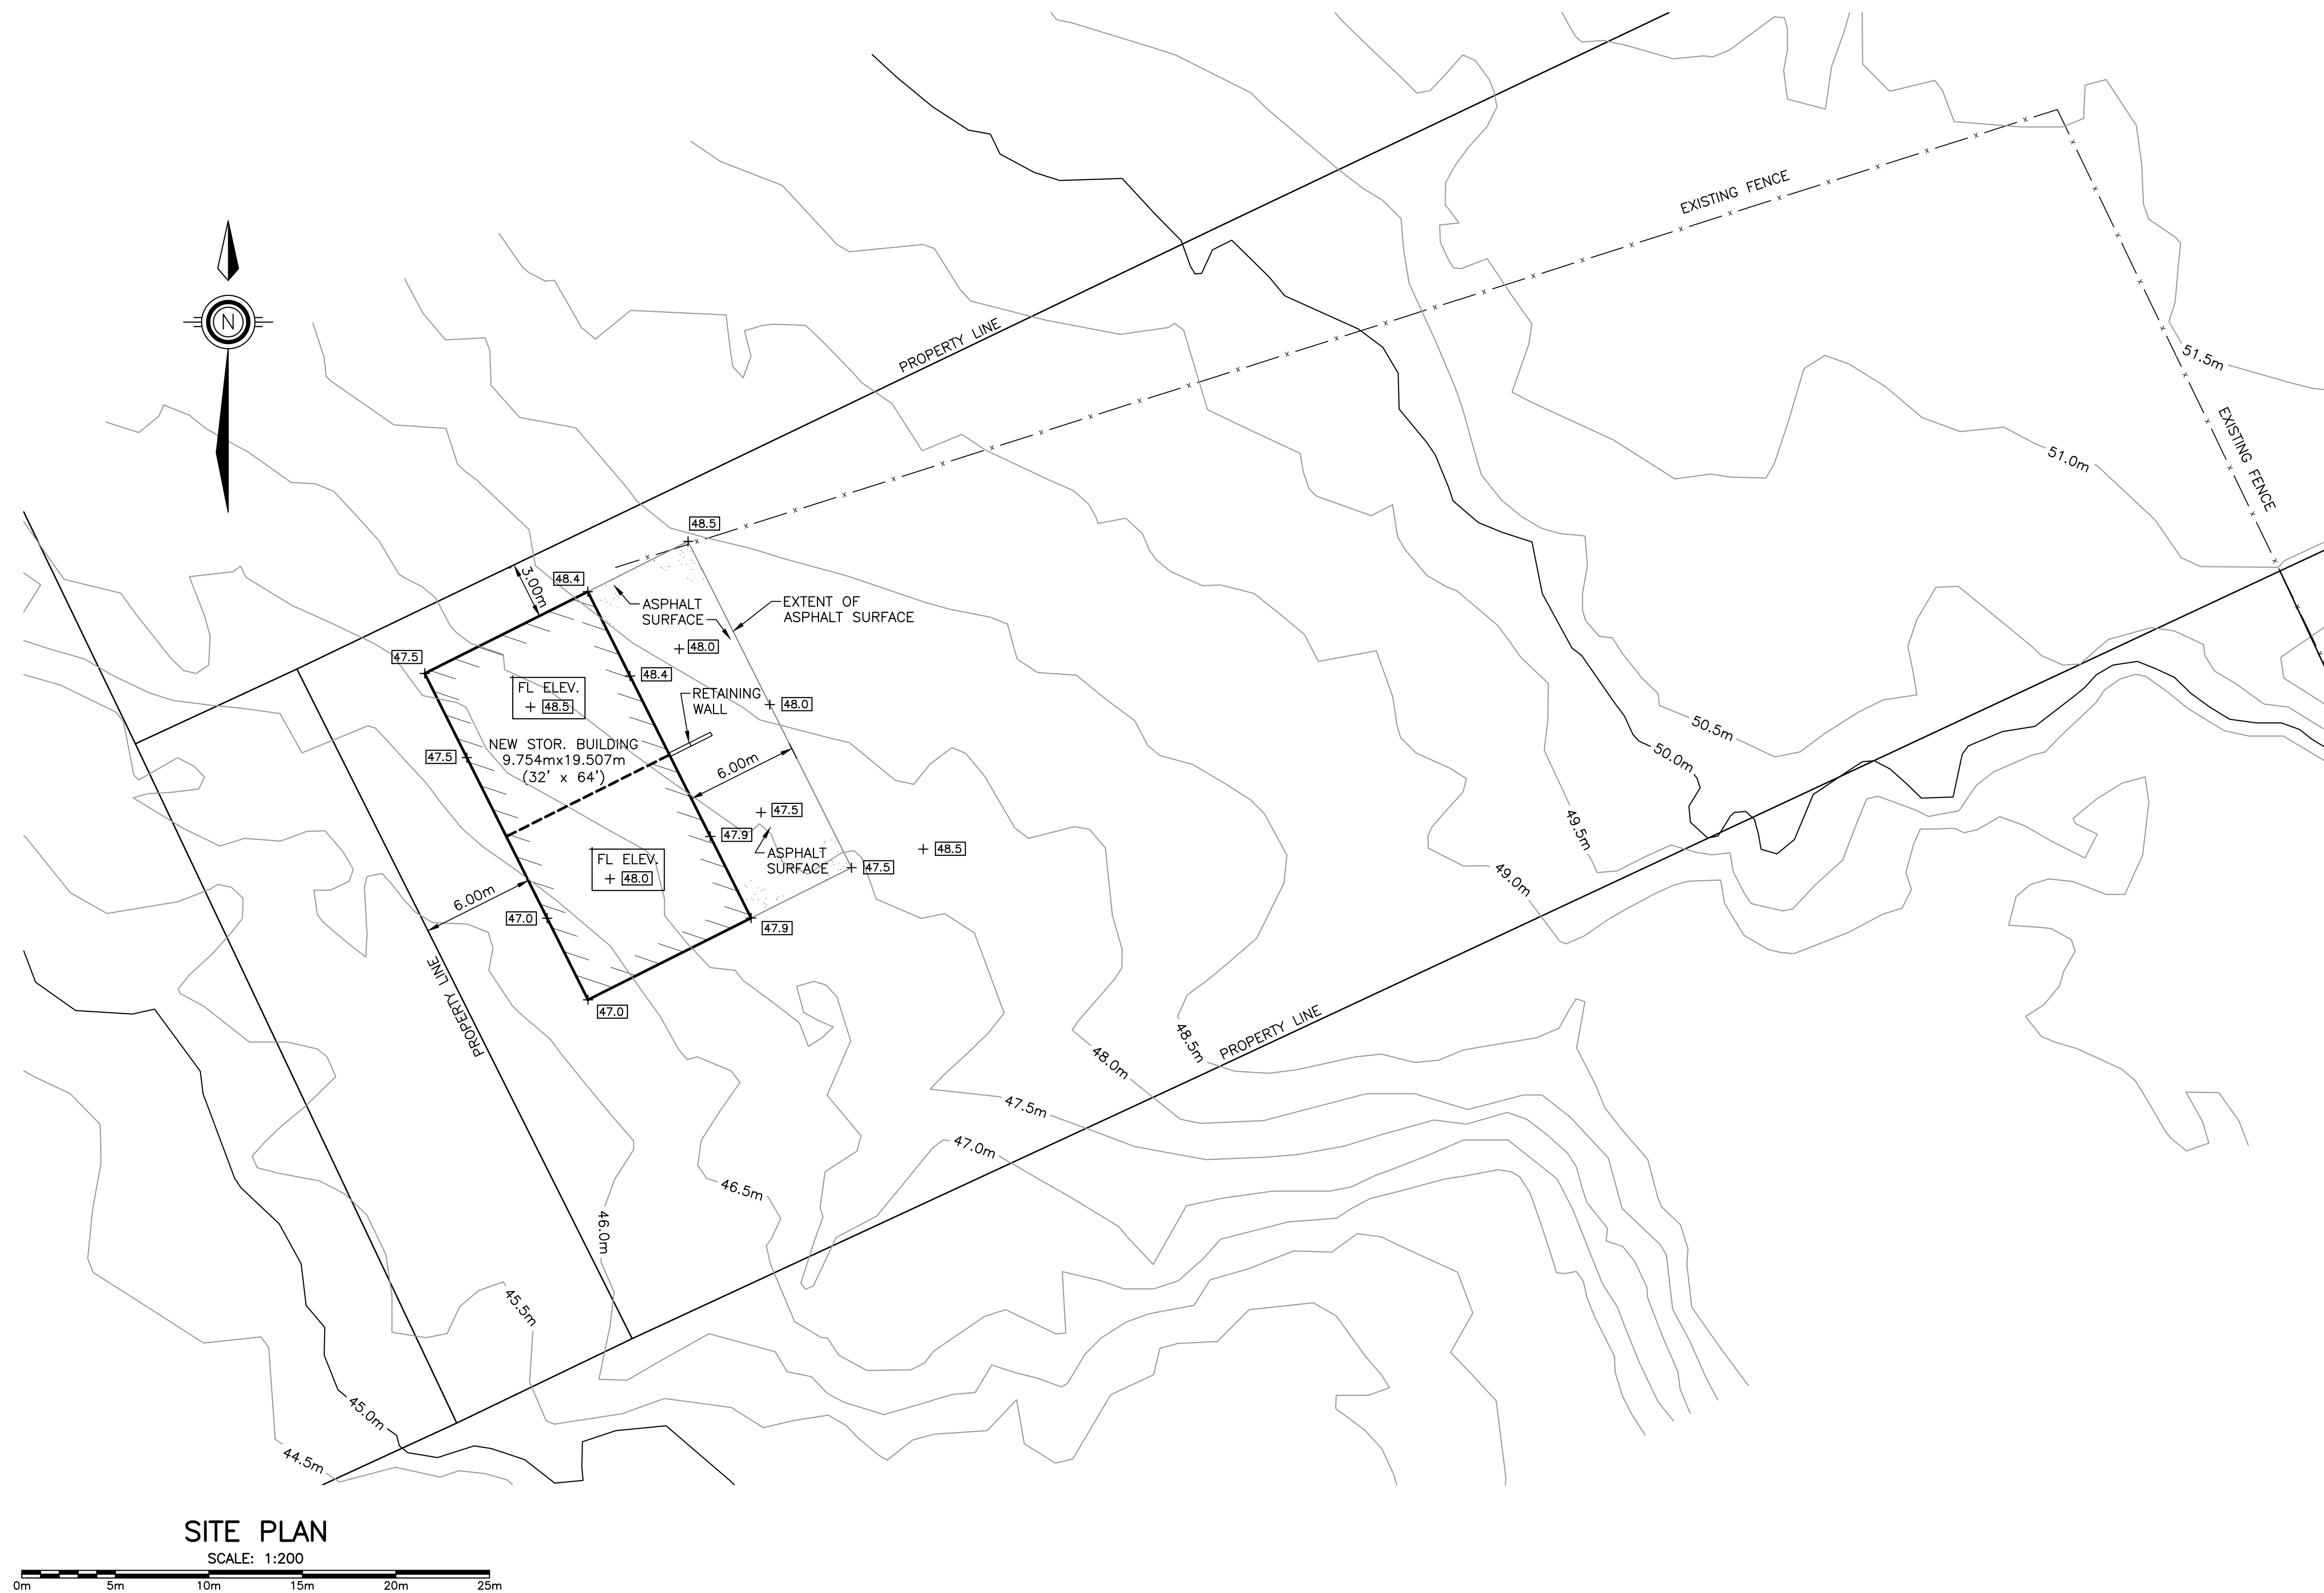 EXISTING FENCE
N
PROPERTY LINE
51.5m
EXISTING FENCE
51.0m
48.5
48.4
3.00m
ASPHALT
SURFACE
EXTENT OF
ASPHALT SURFACE
48.0
47.5
48.4
FL ELEV.
48.5
RETAINING
WALL
48.0
50.5m
50.0m
NEW STOR. BUILDING
9.754mx19.507m
(32' x 64')
47.5
6.00m
47.5
49.5m
47.9
ASPHALT
SURFACE
48.5
47.5
49.0m
FL ELEV.
48.0
6.00m
47.0
47.9
PROPERTY LINE
47.0
48.5m
PROPERTY LINE
48.0m
47.5m
47.0m
46.5m
46.0m
45.5m
45.0m
44.5m
SITE PLAN
SCALE: 1:200
0m 5m 10m 15m 20m 25m